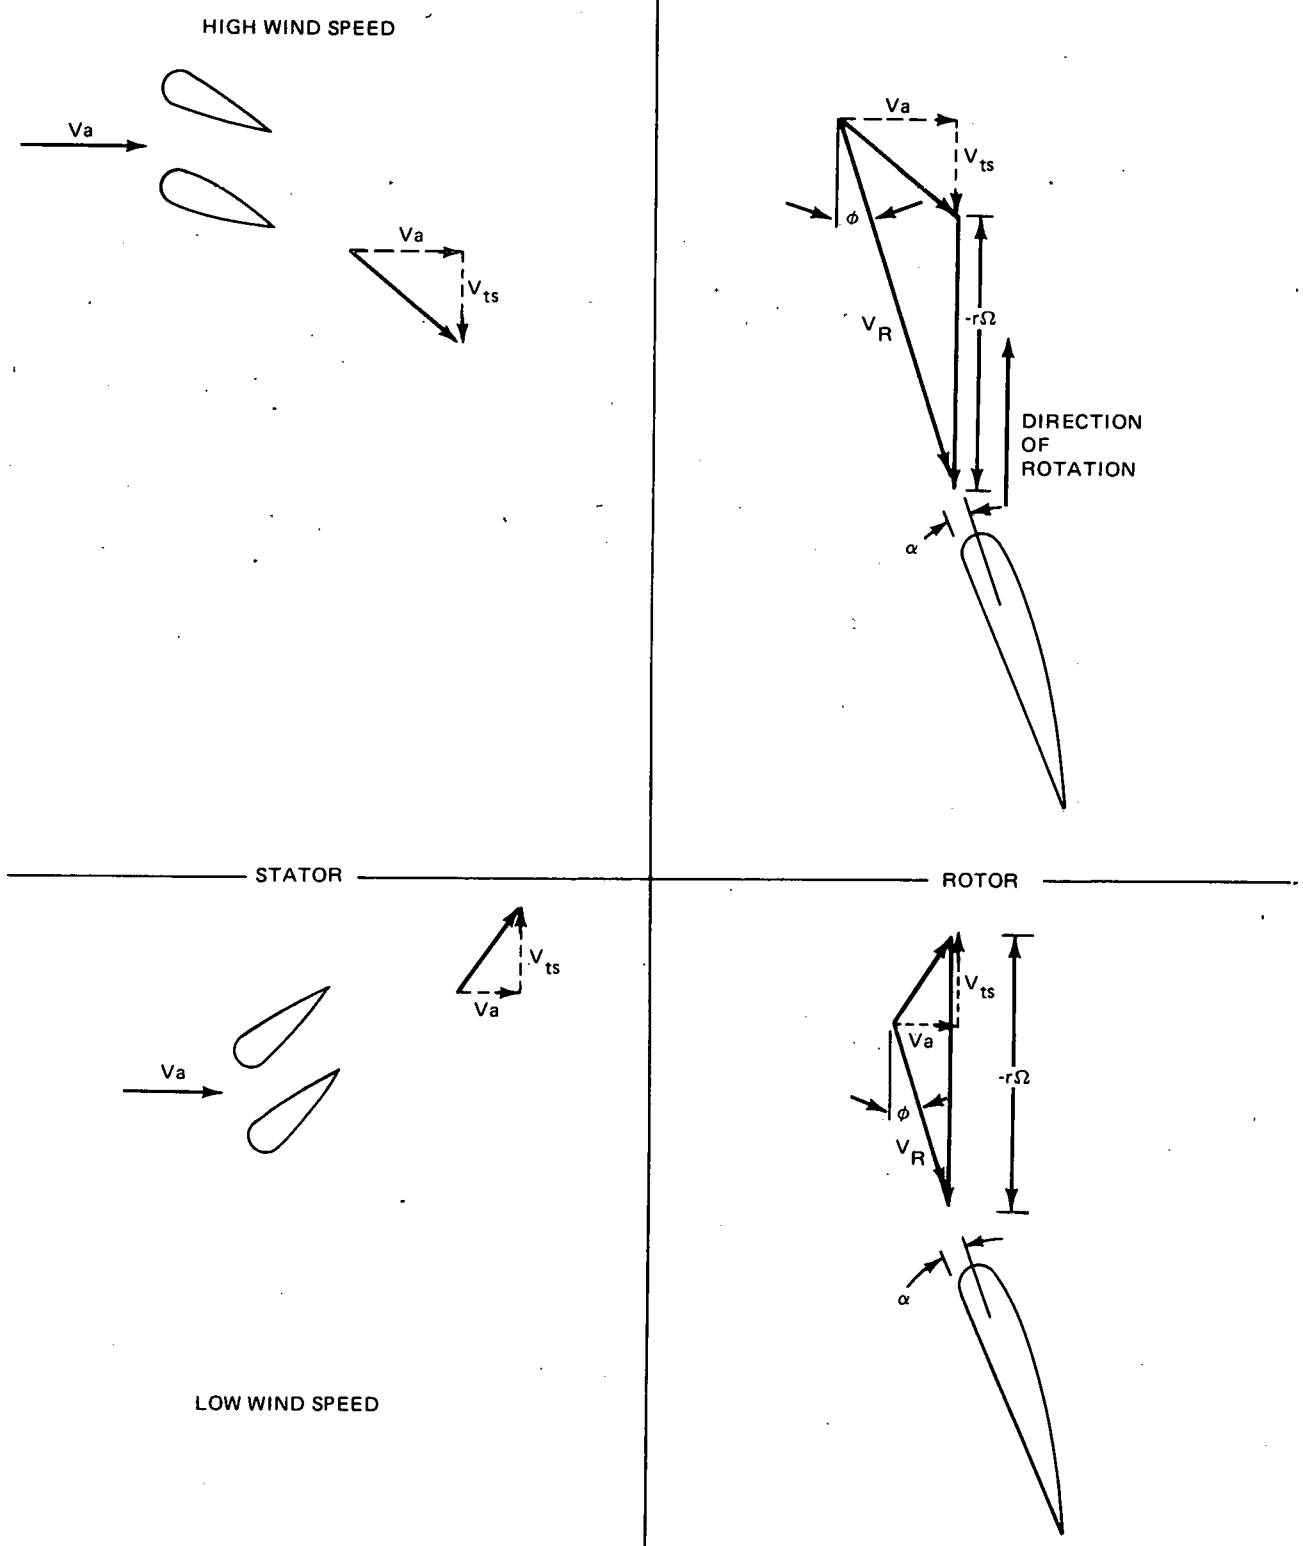 HIGH WIND SPEED
Va
Va
Vts
Va
Vts
φ
VR
-rΩ
DIRECTION
OF
ROTATION
α
STATOR
ROTOR
Vts
Va
Va
Vts
Va
-rΩ
φ
VR
α
LOW WIND SPEED